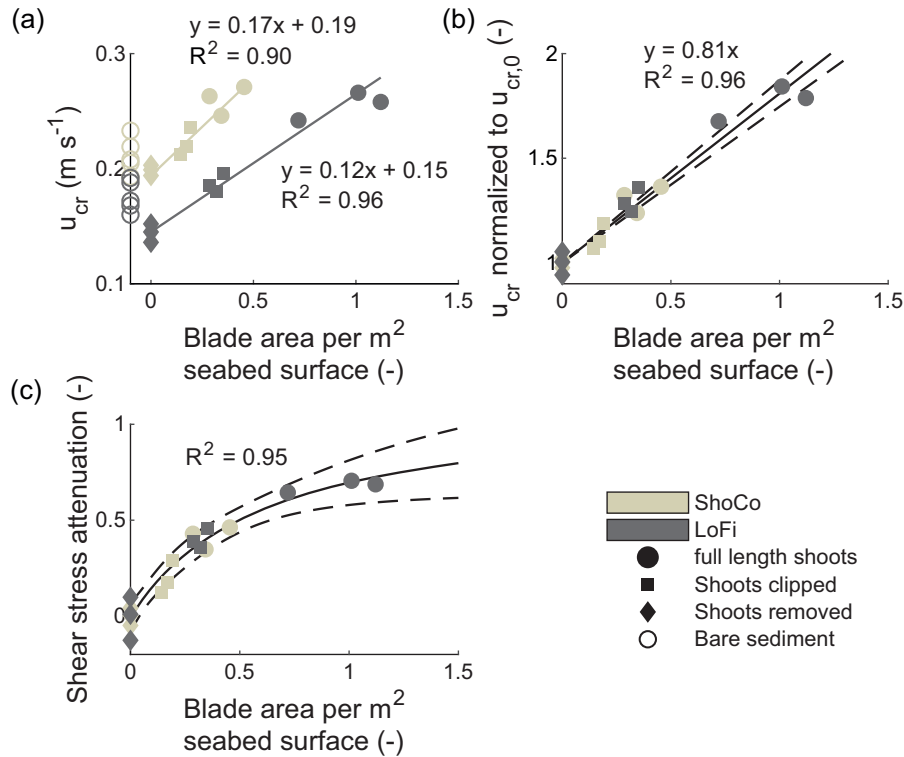 (a)
y = 0.17x + 0.19
R² = 0.90
0.3
0.2
0.1
u_cr (m s⁻¹)
y = 0.12x + 0.15
R² = 0.96
0
0.5
1
1.5
Blade area per m²
seabed surface (-)
(b)
y = 0.81x
R² = 0.96
2
1.5
1
u_cr normalized to u_cr,0 (-)
0
0.5
1
1.5
Blade area per m²
seabed surface (-)
(c)
R² = 0.95
1
0.5
0
Shear stress attenuation (-)
0
0.5
1
1.5
Blade area per m²
seabed surface (-)
ShoCo
LoFi
full length shoots
Shoots clipped
Shoots removed
Bare sediment